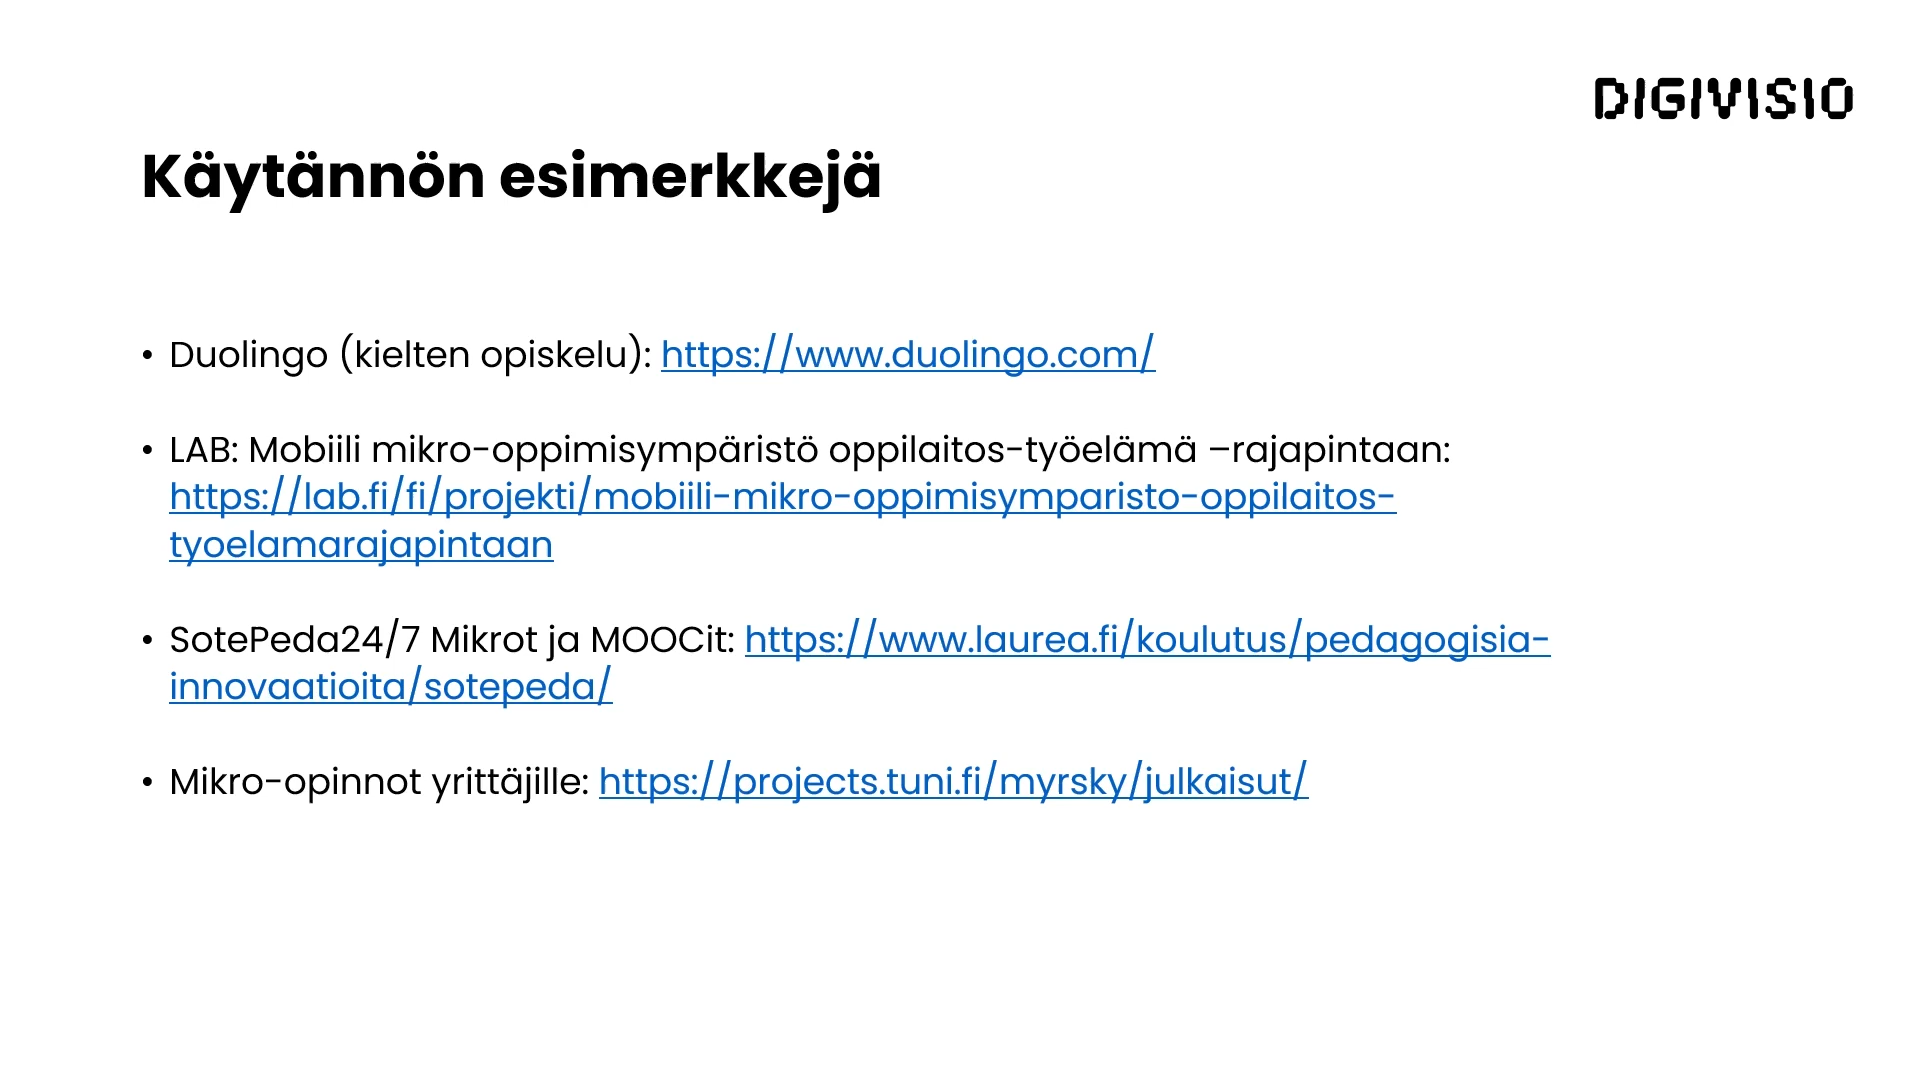 DIGIVISIO
Käytännön esimerkkejä
• Duolingo (kielten opiskelu): https://www.duolingo.com/
• LAB: Mobiili mikro-oppimisympäristö oppilaitos-työelämä –rajapintaan:
https://lab.fi/fi/projekti/mobiili-mikro-oppimisymparisto-oppilaitos-
tyoelamarajapintaan
• SotePeda24/7 Mikrot ja MOOCit: https://www.laurea.fi/koulutus/pedagogisia-
innovaatioita/sotepeda/
• Mikro-opinnot yrittäjille: https://projects.tuni.fi/myrsky/julkaisut/